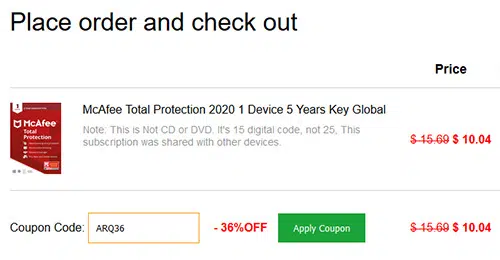 Place order and check out
Price
1
McAfee
Total
Protection
McAfee Total Protection 2020 1 Device 5 Years Key Global
Note: This is Not CD or DVD. It's 15 digital code, not 25, This
subscription was shared with other devices.
$ 15.69 $ 10.04
Coupon Code: ARQ36 - 36%OFF Apply Coupon $ 15.69 $ 10.04